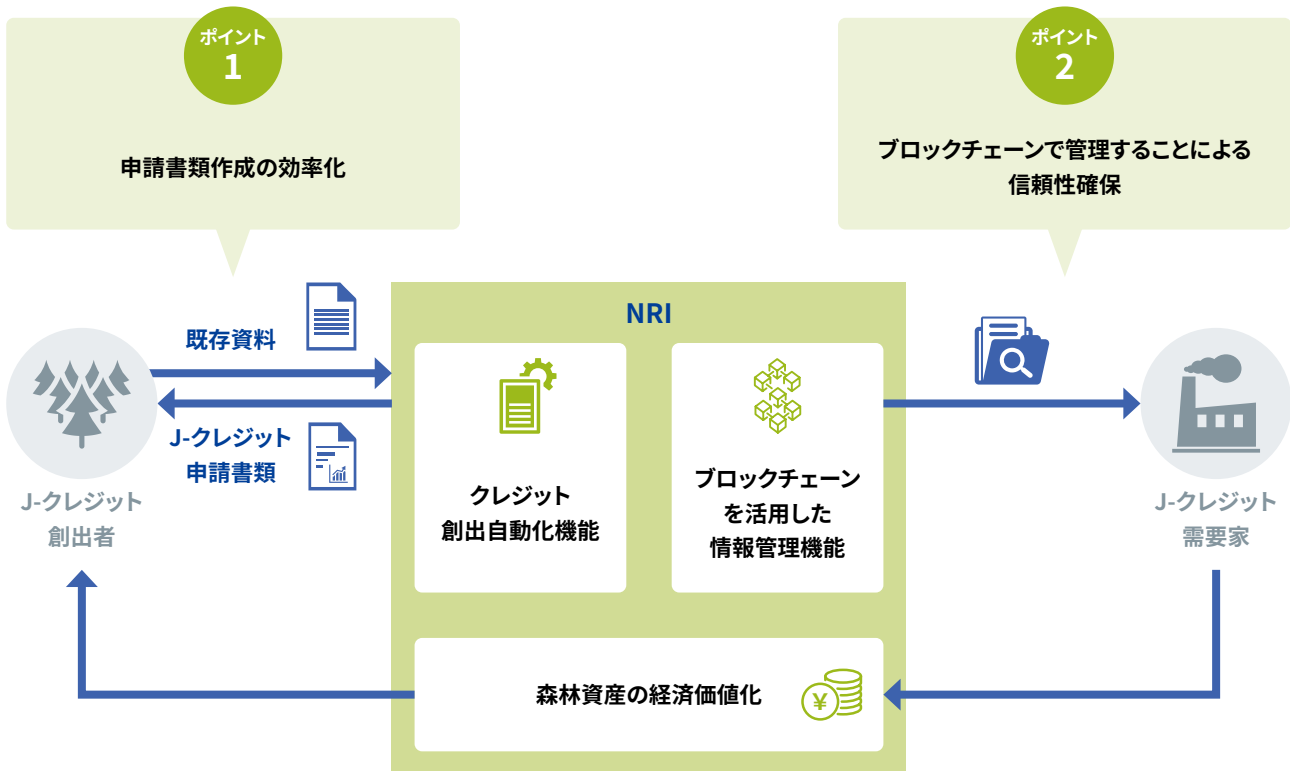 ポイント
1
申請書類作成の効率化
ポイント
2
ブロックチェーンで管理することによる
信頼性確保
既存資料
J-クレジット
申請書類
J-クレジット
創出者
NRI
クレジット
創出自動化機能
ブロックチェーン
を活用した
情報管理機能
J-クレジット
需要家
森林資産の経済価値化
¥